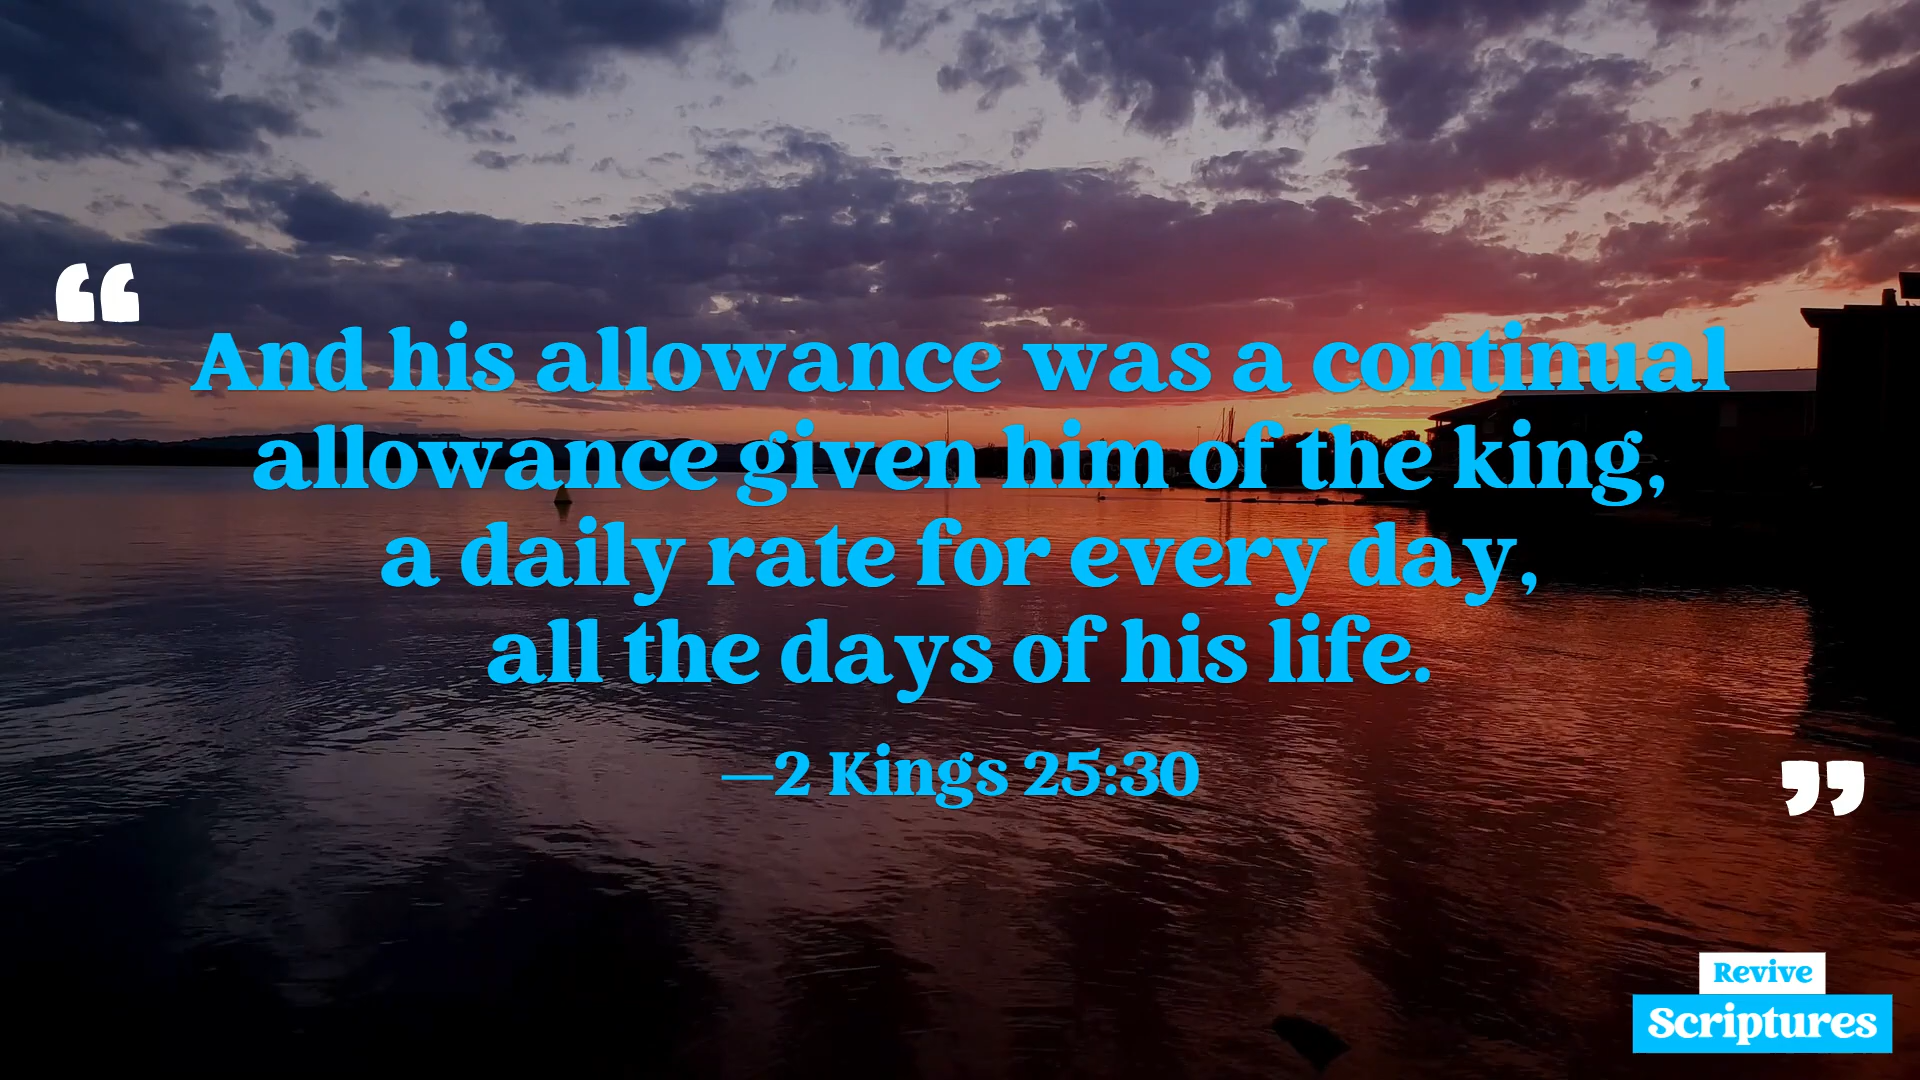 “
And his allowance was a continual
allowance given him of the king,
a daily rate for every day,
all the days of his life.
—2 Kings 25:30
”
Revive
Scriptures